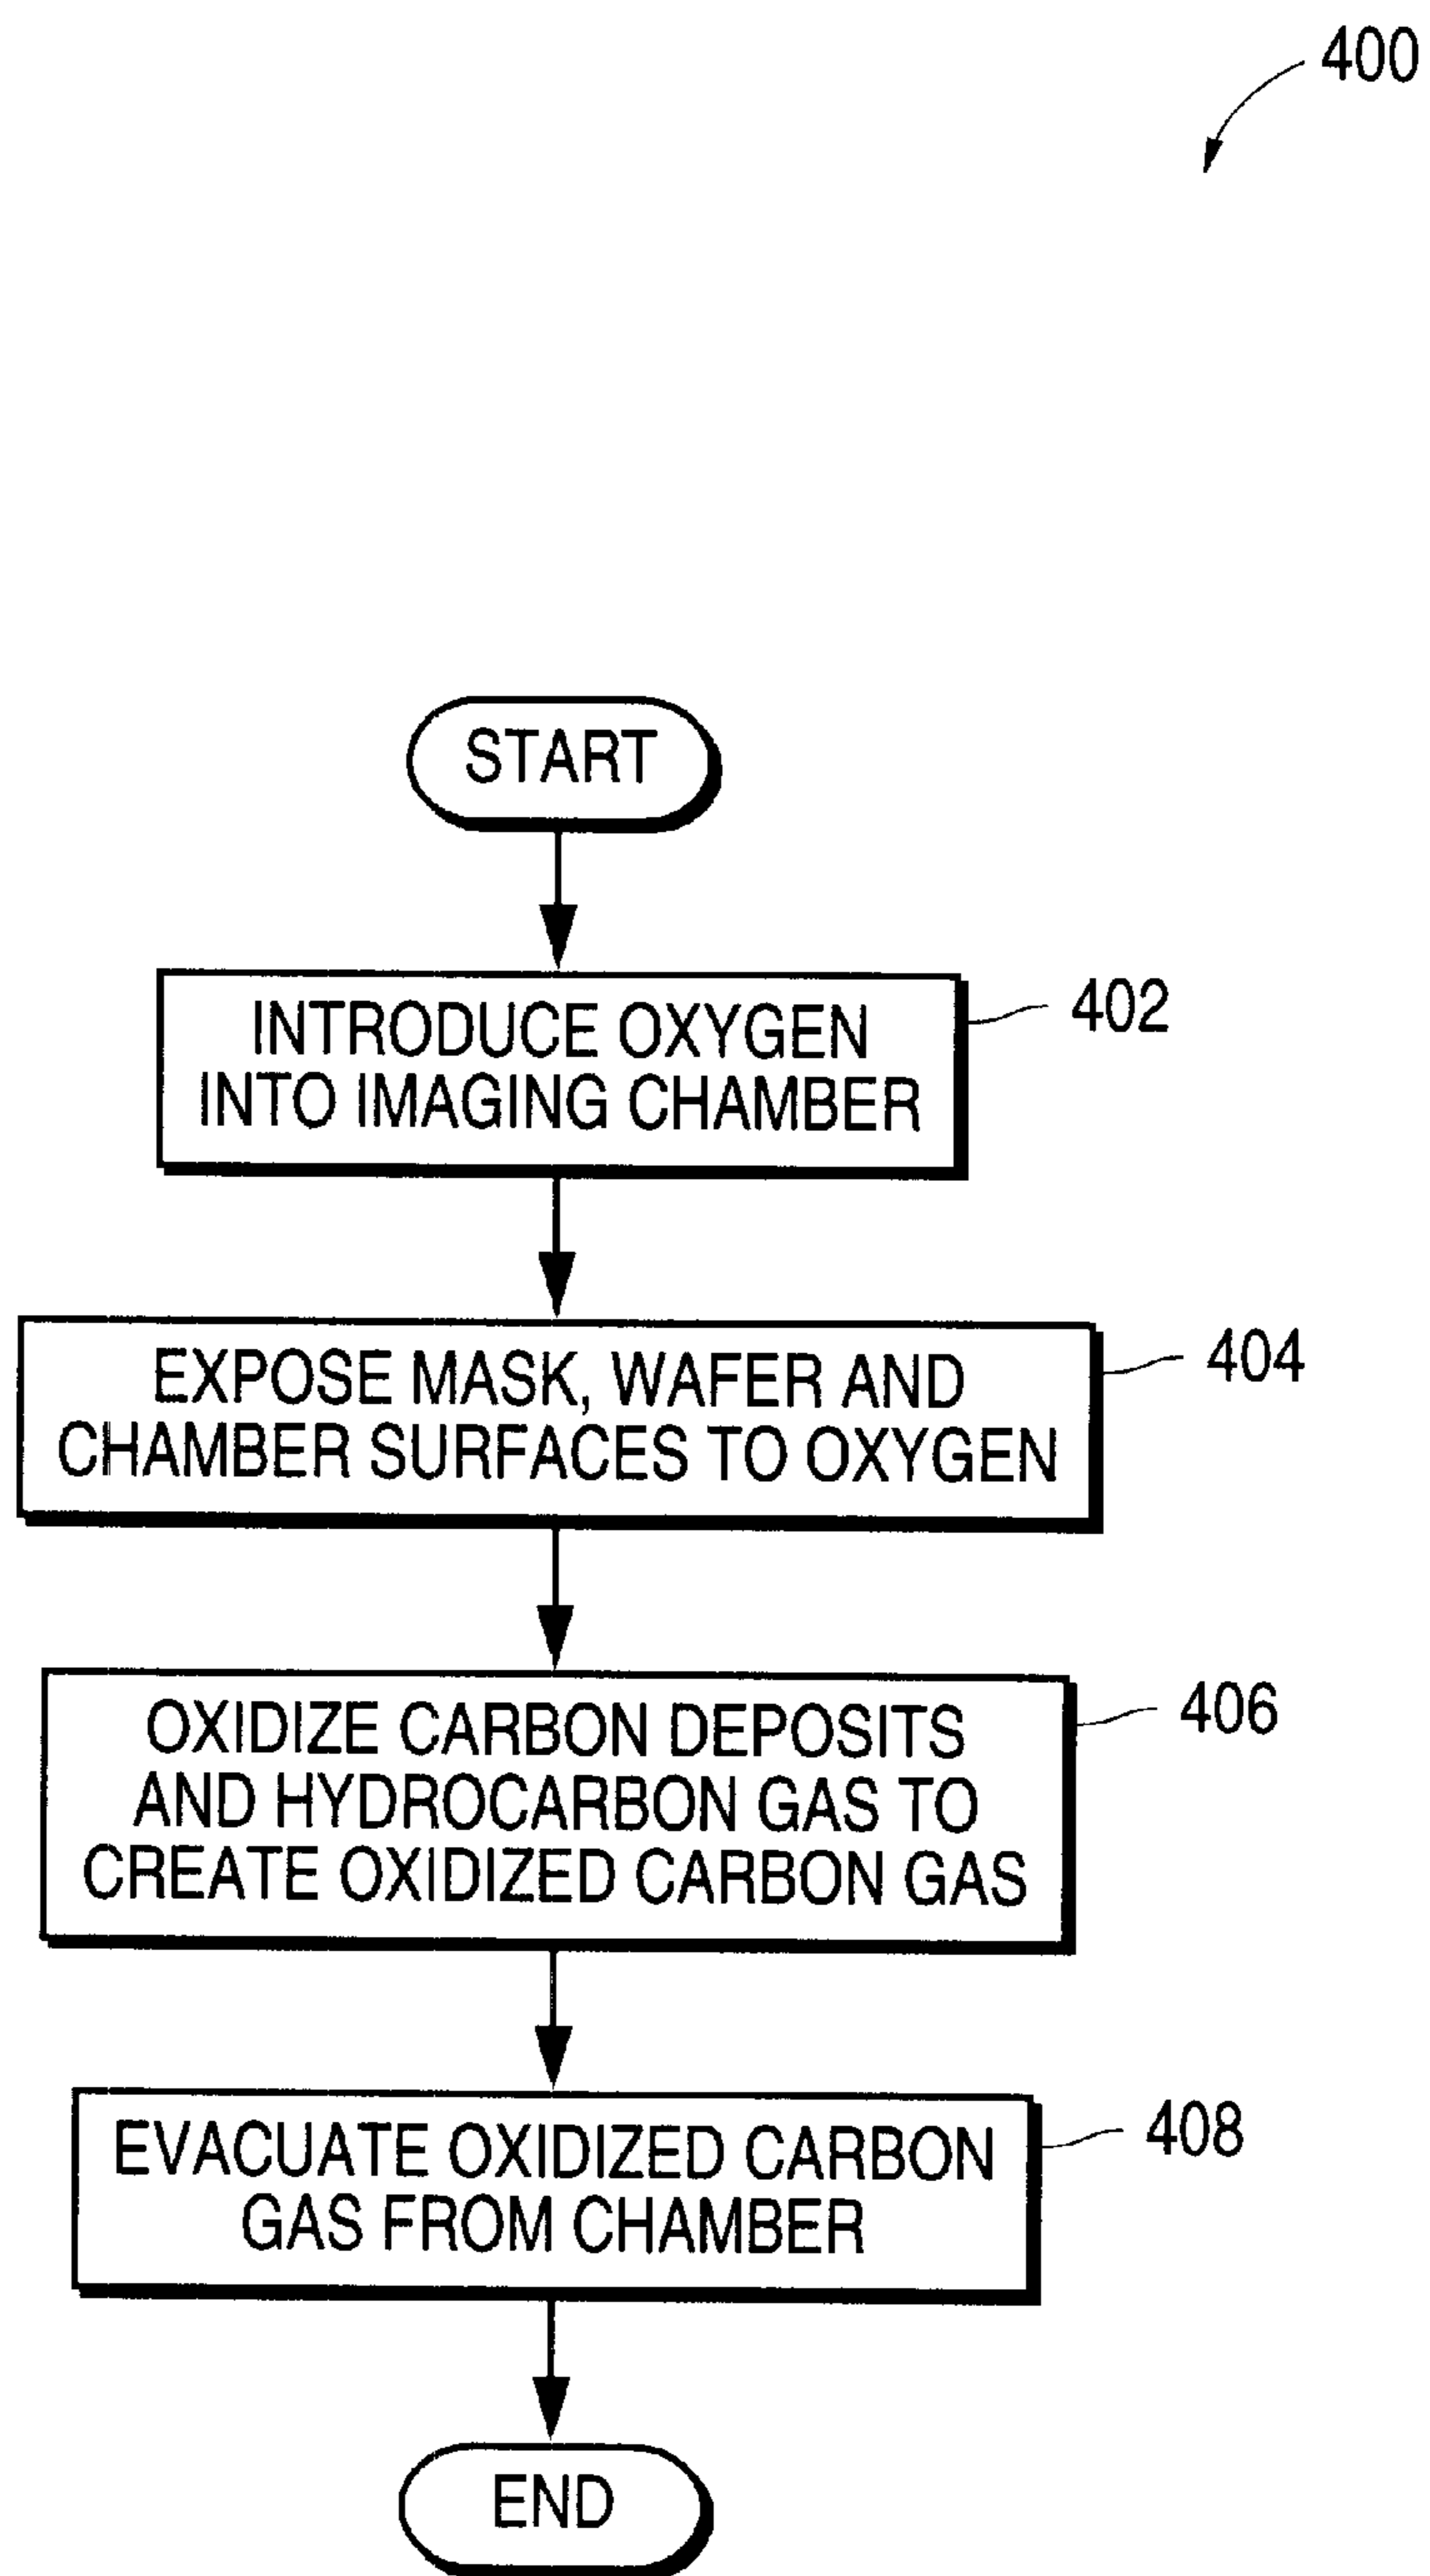 400
START
INTRODUCE OXYGEN
INTO IMAGING CHAMBER
402
EXPOSE MASK, WAFER AND
CHAMBER SURFACES TO OXYGEN
404
OXIDIZE CARBON DEPOSITS
AND HYDROCARBON GAS TO
CREATE OXIDIZED CARBON GAS
406
EVACUATE OXIDIZED CARBON
GAS FROM CHAMBER
408
END